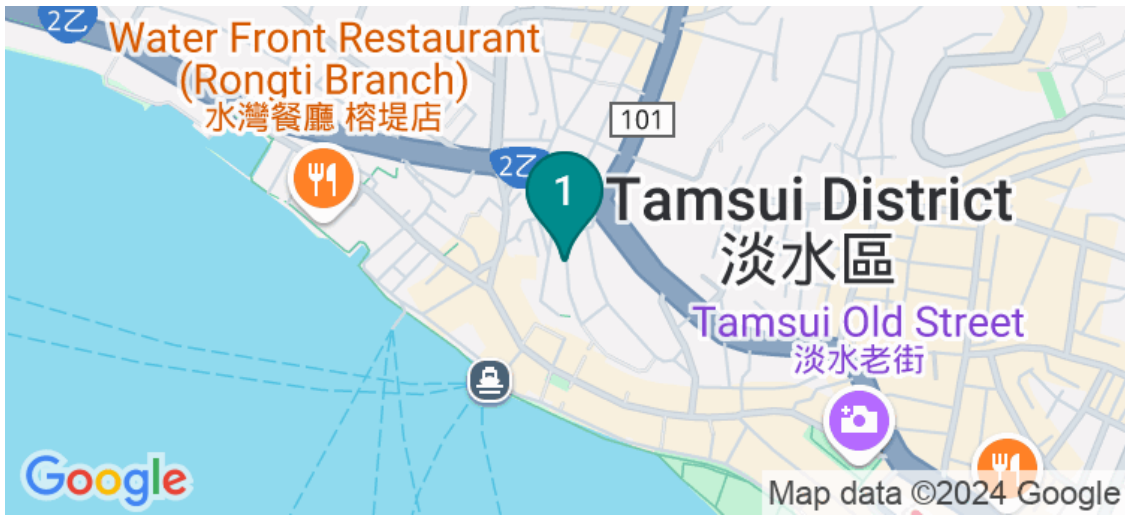 2乙
Water Front Restaurant
(Rongti Branch)
水灣餐廳 榕堤店
101
2乙
1
Tamsui District
淡水區
Tamsui Old Street
淡水老街
Google
Map data ©2024 Google